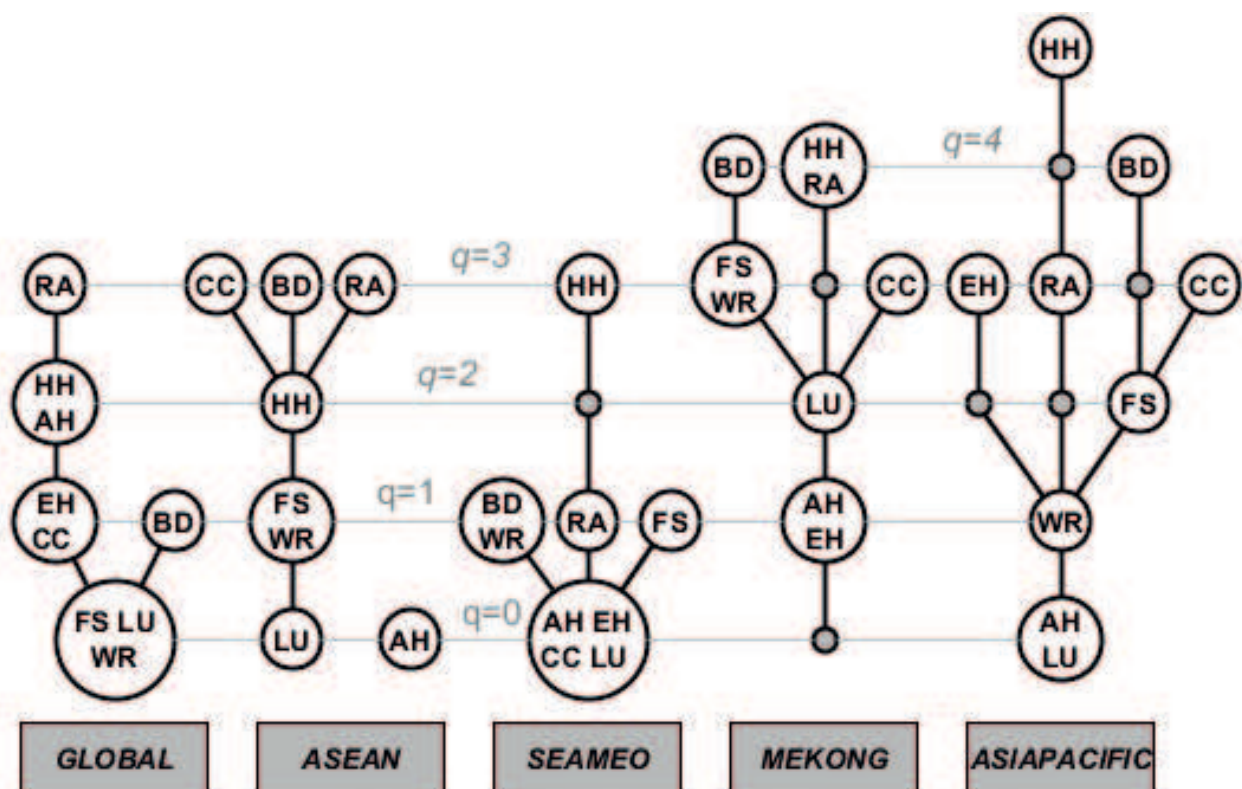 HH
BD
HH
RA
q=4
BD
RA
CC
BD
RA
q=3
HH
FS
WR
CC
EH
RA
CC
HH
AH
HH
q=2
LU
FS
EH
CC
BD
FS
WR
q=1
BD
WR
RA
FS
AH
EH
WR
FS LU
WR
LU
AH
q=0
AH EH
CC LU
AH
LU
GLOBAL
ASEAN
SEAMEO
MEKONG
ASIAPACIFIC